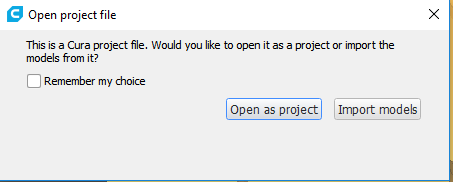 Open project file
This is a Cura project file. Would you like to open it as a project or import the
models from it?
Remember my choice
Open as project
Import models